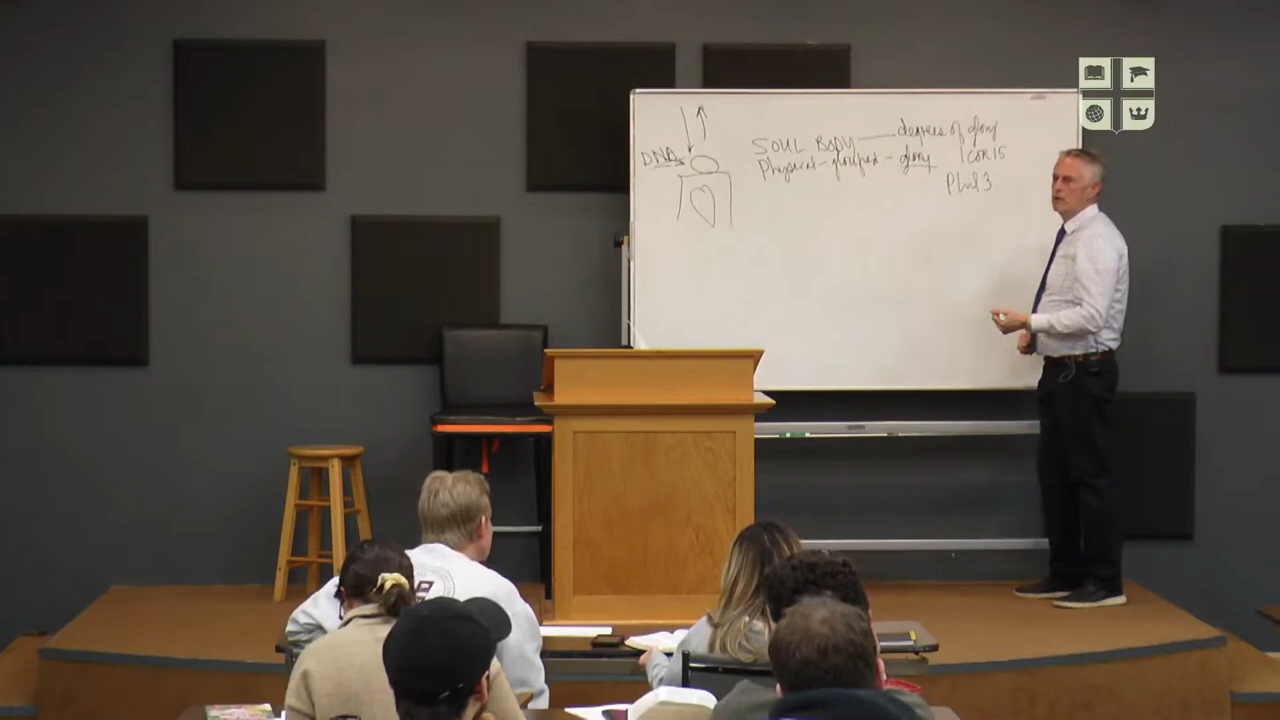 DNA
SOUL BODY — degrees of glory
Physical - glorified - glory 1 COR 15
Phil 3